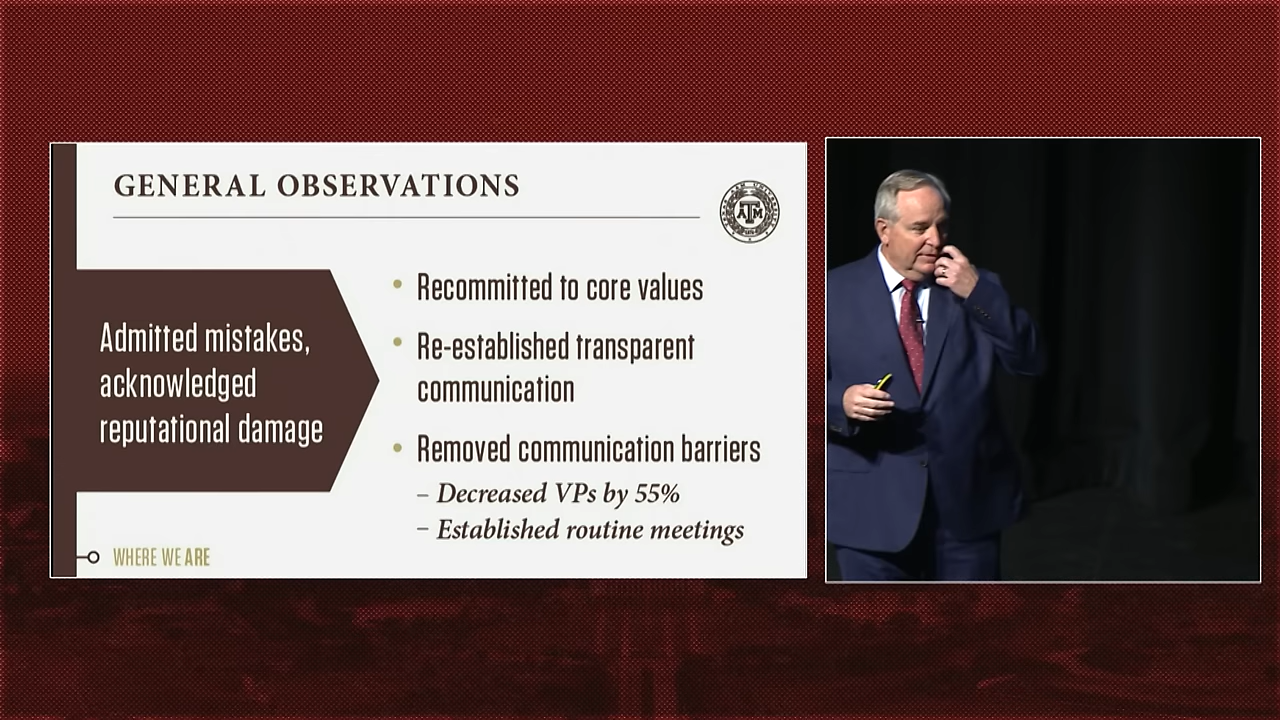 GENERAL OBSERVATIONS
ATM
Admitted mistakes,
acknowledged
reputational damage
• Recommitted to core values
• Re-established transparent
communication
• Removed communication barriers
– Decreased VPs by 55%
– Established routine meetings
WHERE WE ARE